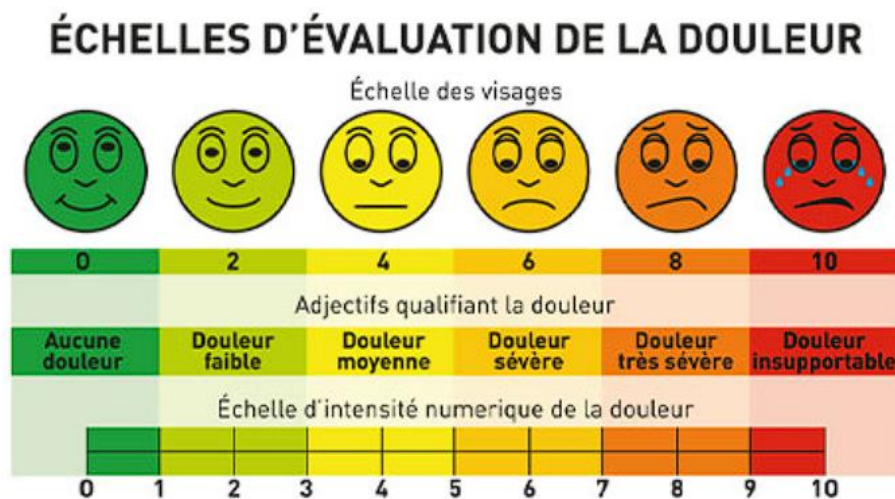 ÉCHELLES D'ÉVALUATION DE LA DOULEUR
Échelle des visages
0 2 4 6 8 10
Adjectifs qualifiant la douleur
Aucune douleur Douleur faible Douleur moyenne Douleur sévère Douleur très sévère Douleur insupportable
Échelle d'intensité numerique de la douleur
0 1 2 3 4 5 6 7 8 9 10